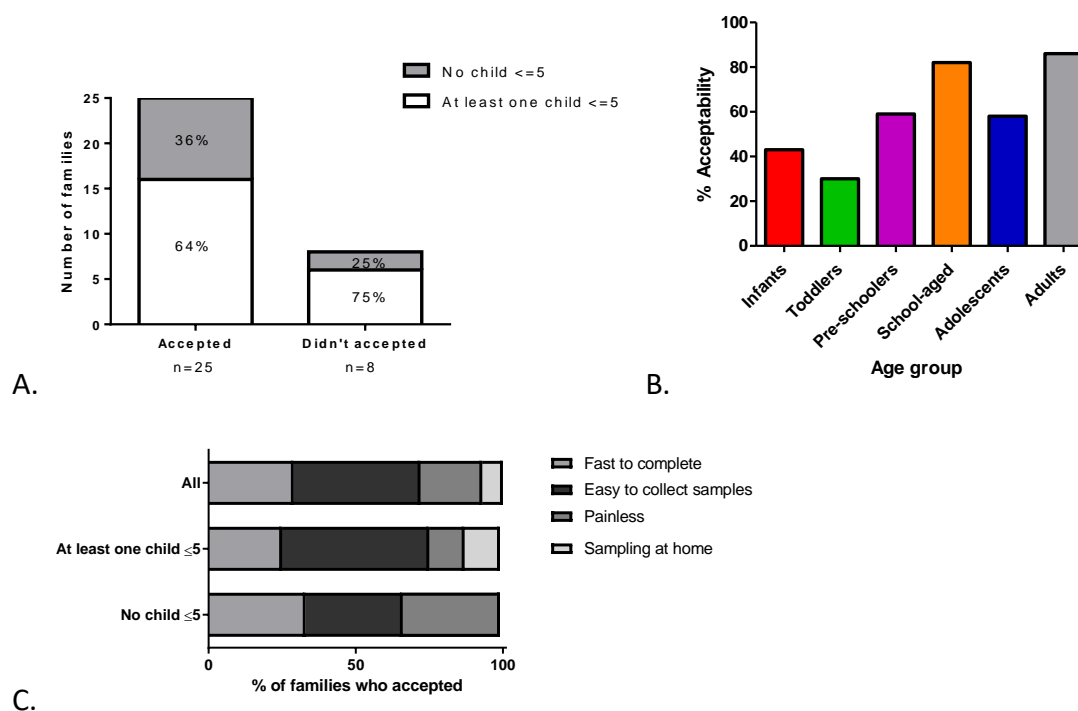 No child <=5
At least one child <=5
Number of families
25
20
15
10
5
0
36%
64%
25%
75%
Accepted
n=25
Didn't accepted
n=8
A.
% Acceptability
100
80
60
40
20
0
Infants
Toddlers
Pre-schoolers
School-aged
Adolescents
Adults
Age group
B.
All
At least one child ≤5
No child ≤5
0
50
100
% of families who accepted
Fast to complete
Easy to collect samples
Painless
Sampling at home
C.